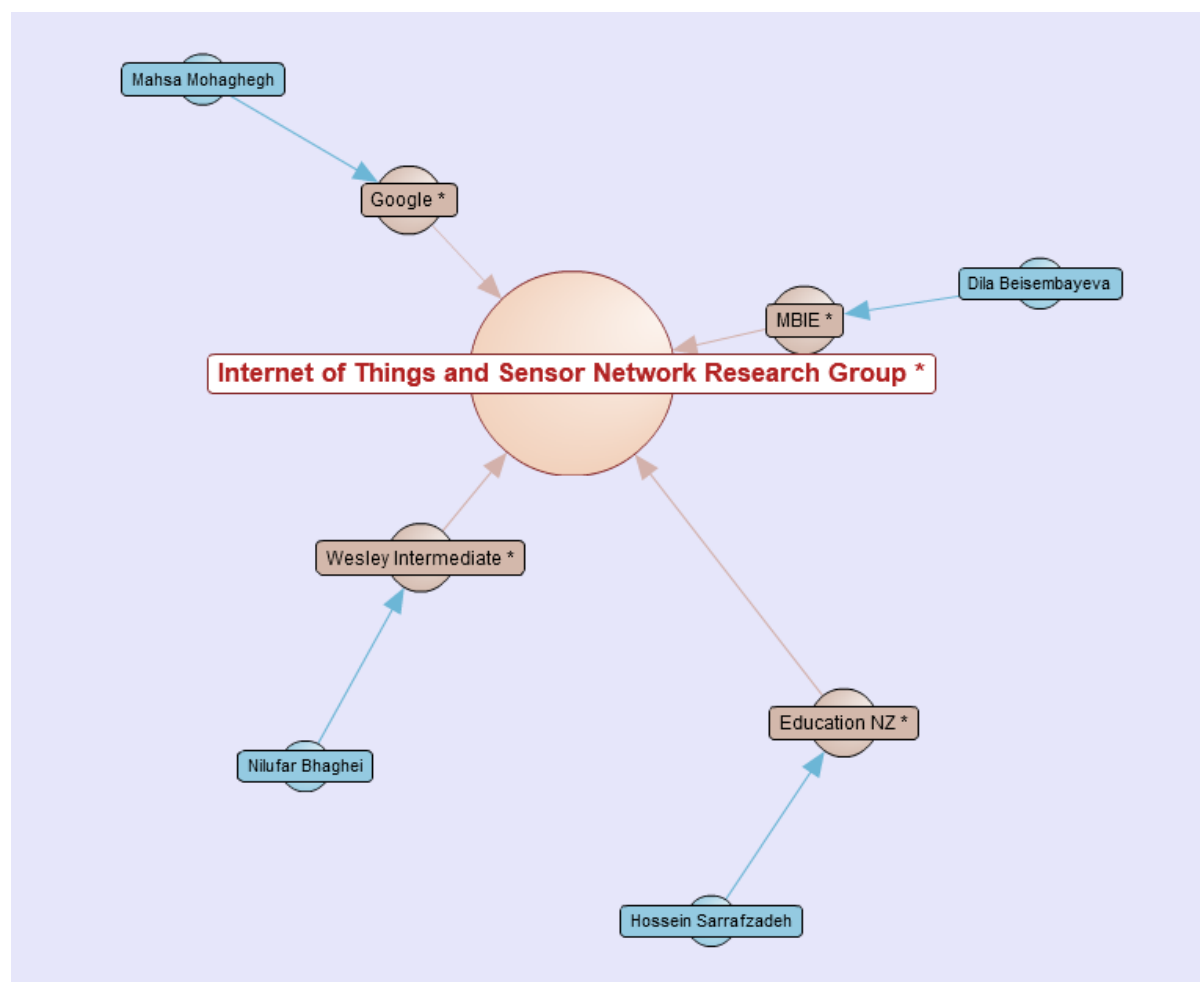 Mahsa Mohaghegh
Google *
Dila Beisembayeva
MBIE *
Internet of Things and Sensor Network Research Group *
Wesley Intermediate *
Education NZ *
Nilufar Bhaghei
Hossein Sarrafzadeh